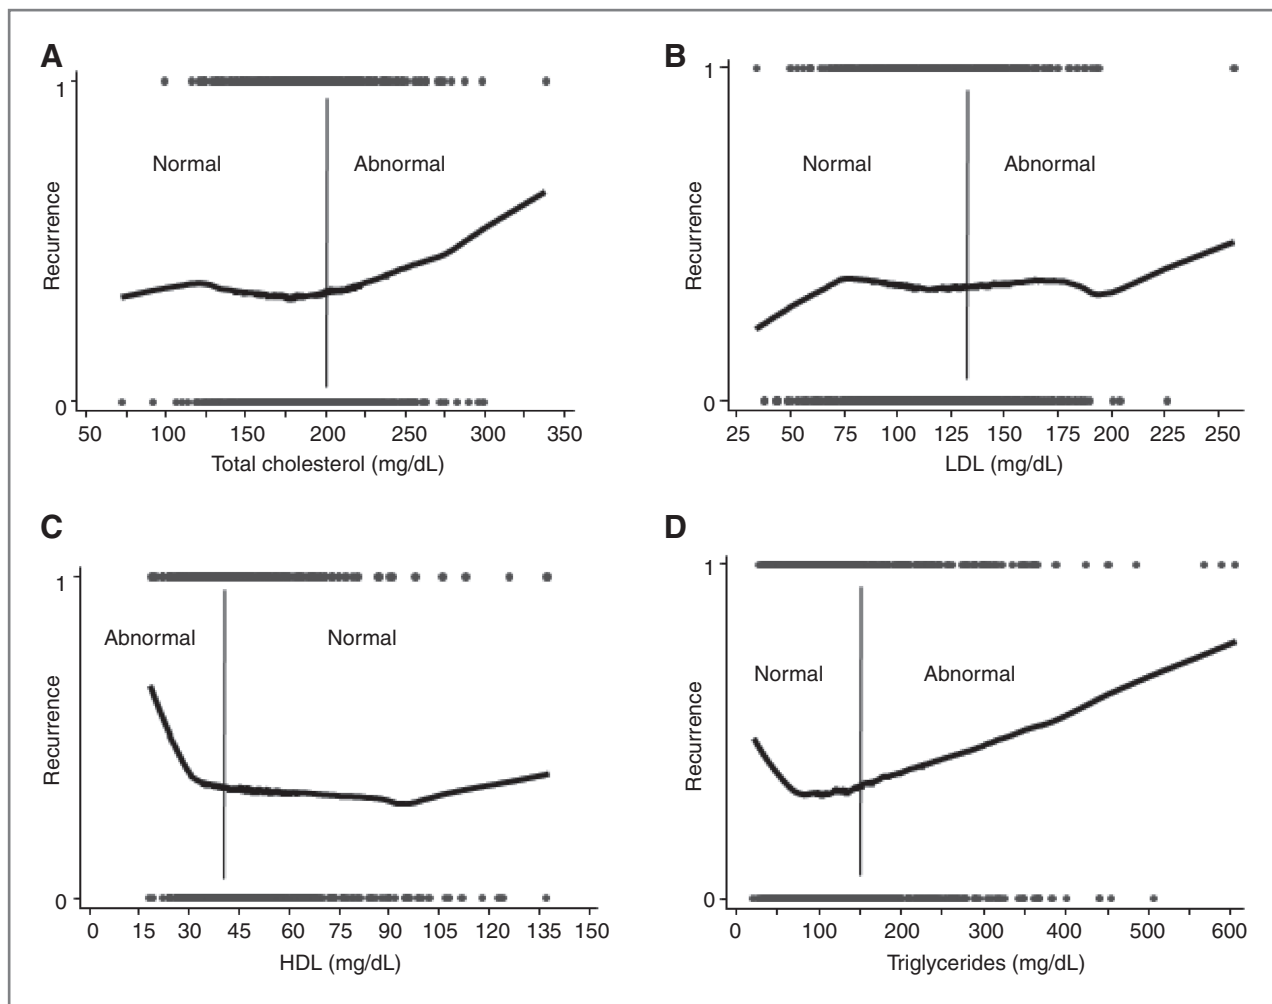 A
1
Normal
Abnormal
Recurrence
0
50 100 150 200 250 300 350
Total cholesterol (mg/dL)
B
1
Normal
Abnormal
Recurrence
0
25 50 75 100 125 150 175 200 225 250
LDL (mg/dL)
C
1
Abnormal
Normal
Recurrence
0
0 15 30 45 60 75 90 105 120 135 150
HDL (mg/dL)
D
1
Normal
Abnormal
Recurrence
0
0 100 200 300 400 500 600
Triglycerides (mg/dL)